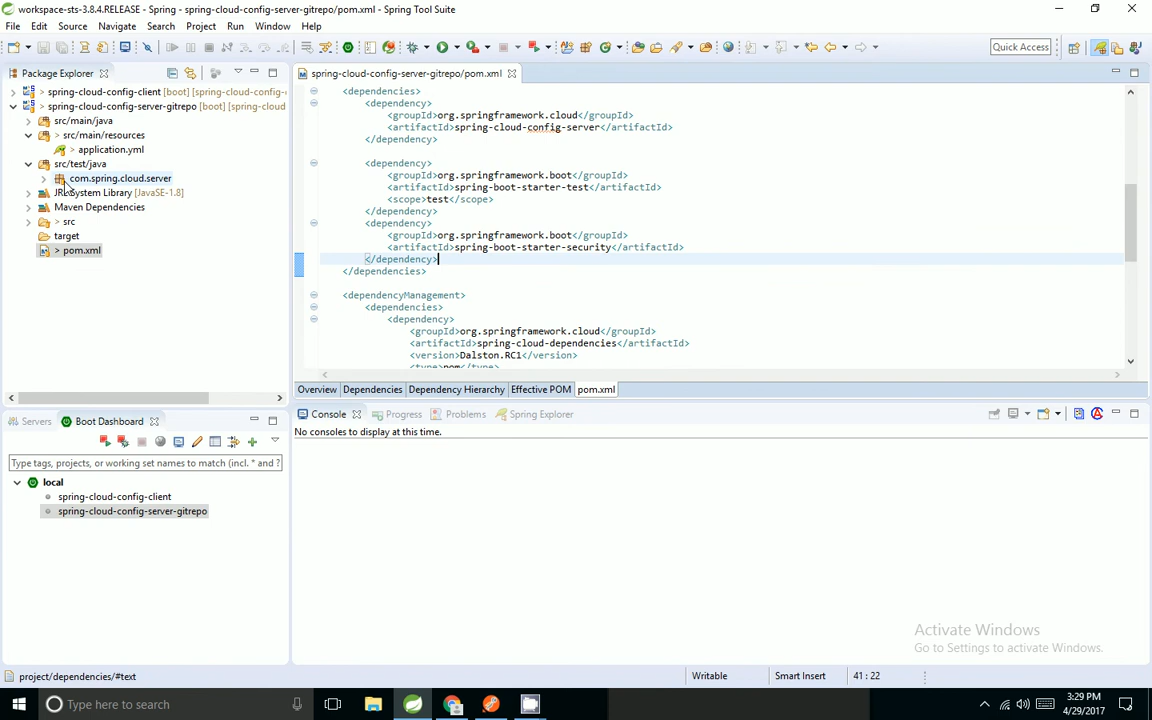 workspace-sts-3.8.4.RELEASE - Spring - spring-cloud-config-server-gitrepo/pom.xml - Spring Tool Suite
File Edit Source Navigate Search Project Run Window Help
Quick Access
Package Explorer
spring-cloud-config-server-gitrepo/pom.xml
> spring-cloud-config-client [boot] [spring-cloud-config-
> spring-cloud-config-server-gitrepo [boot] [spring-cloud
src/main/java
> src/main/resources
> application.yml
src/test/java
com.spring.cloud.server
JRE System Library [JavaSE-1.8]
Maven Dependencies
> src
target
> pom.xml
<dependencies>
<dependency>
<groupId>org.springframework.cloud</groupId>
<artifactId>spring-cloud-config-server</artifactId>
</dependency>
<dependency>
<groupId>org.springframework.boot</groupId>
<artifactId>spring-boot-starter-test</artifactId>
<scope>test</scope>
</dependency>
<dependency>
<groupId>org.springframework.boot</groupId>
<artifactId>spring-boot-starter-security</artifactId>
</dependency>
</dependencies>
<dependencyManagement>
<dependencies>
<dependency>
<groupId>org.springframework.cloud</groupId>
<artifactId>spring-cloud-dependencies</artifactId>
<version>Dalston.RC1</version>
<type>pom</type>
Overview Dependencies Dependency Hierarchy Effective POM pom.xml
Servers Boot Dashboard
Type tags, projects, or working set names to match (incl. * and ?
local
spring-cloud-config-client
spring-cloud-config-server-gitrepo
Console Progress Problems Spring Explorer
No consoles to display at this time.
Activate Windows
Go to Settings to activate Windows.
project/dependencies/#text
Writable
Smart Insert
41 : 22
Type here to search
3:29 PM
4/29/2017